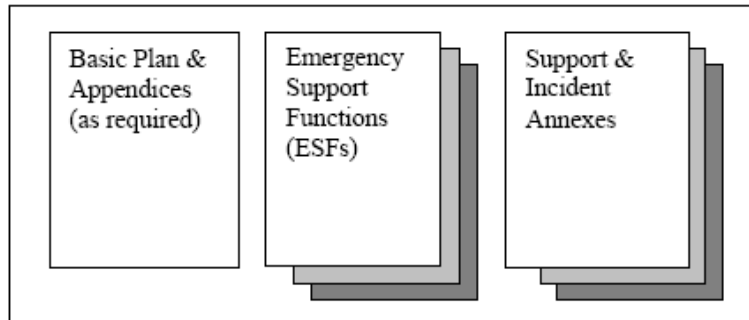 Basic Plan &
Appendices
(as required)
Emergency
Support
Functions
(ESFs)
Support &
Incident
Annexes